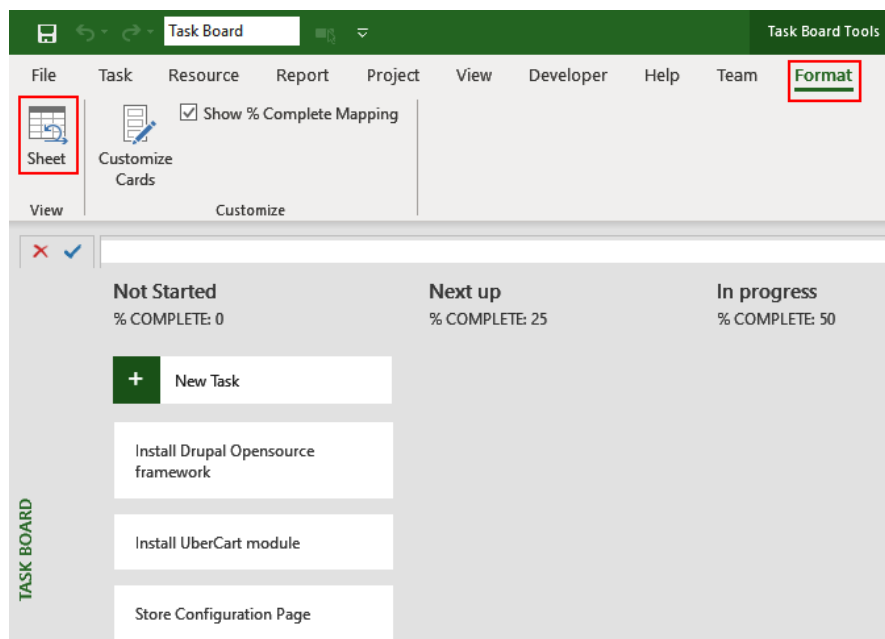 Task Board
Task Board Tools
File Task Resource Report Project View Developer Help Team Format
Sheet
Customize
Cards
Show % Complete Mapping
View
Customize
Not Started
% COMPLETE: 0
Next up
% COMPLETE: 25
In progress
% COMPLETE: 50
New Task
Install Drupal Opensource
framework
Install UberCart module
Store Configuration Page
TASK BOARD